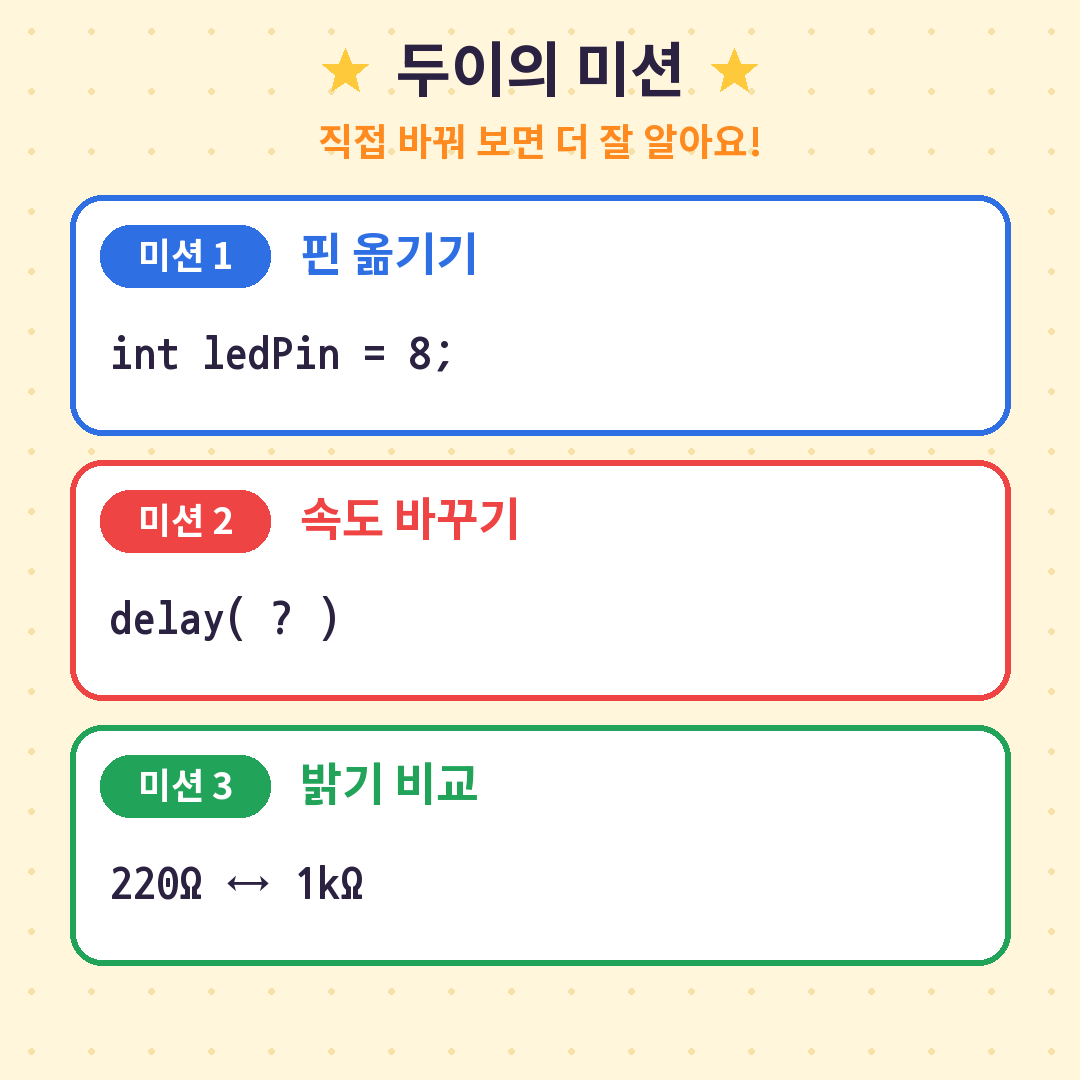 두이의 미션
직접 바꿔 보면 더 잘 알아요!
미션 1 핀 옮기기
int ledPin = 8;
미션 2 속도 바꾸기
delay( ? )
미션 3 밝기 비교
220Ω ↔ 1kΩ